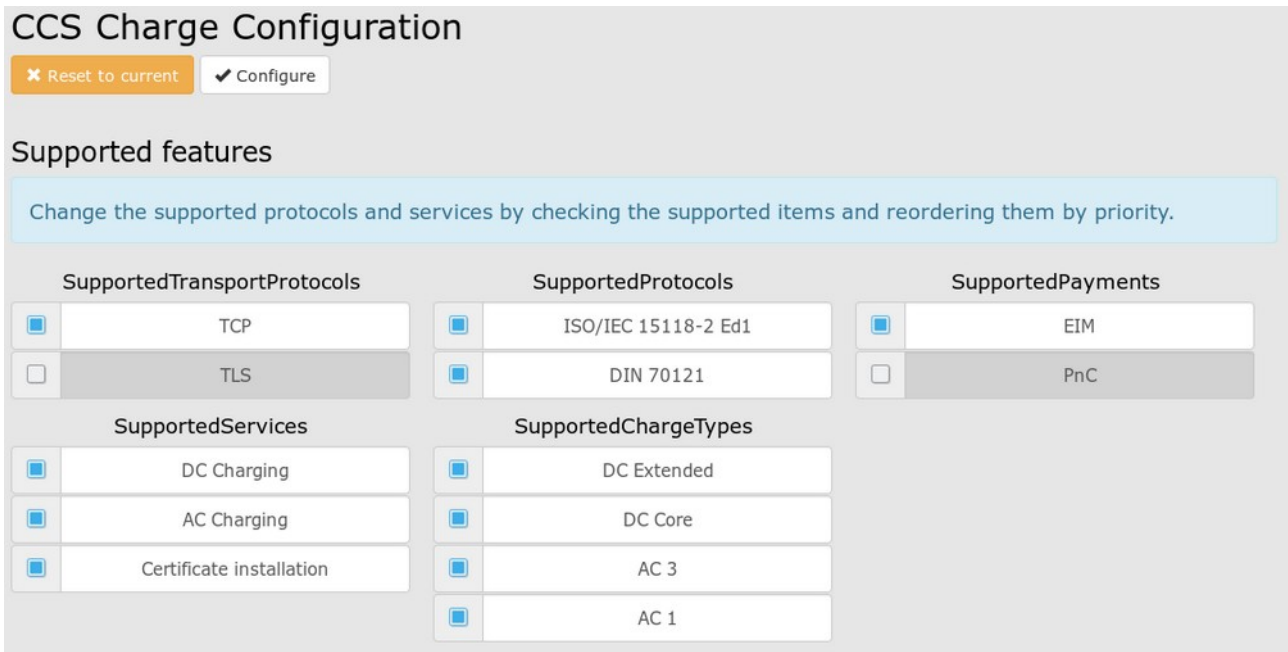 CCS Charge Configuration
Reset to current
Configure
Supported features
Change the supported protocols and services by checking the supported items and reordering them by priority.
SupportedTransportProtocols
TCP
TLS
SupportedProtocols
ISO/IEC 15118-2 Ed1
DIN 70121
SupportedPayments
EIM
PnC
SupportedServices
DC Charging
AC Charging
Certificate installation
SupportedChargeTypes
DC Extended
DC Core
AC 3
AC 1